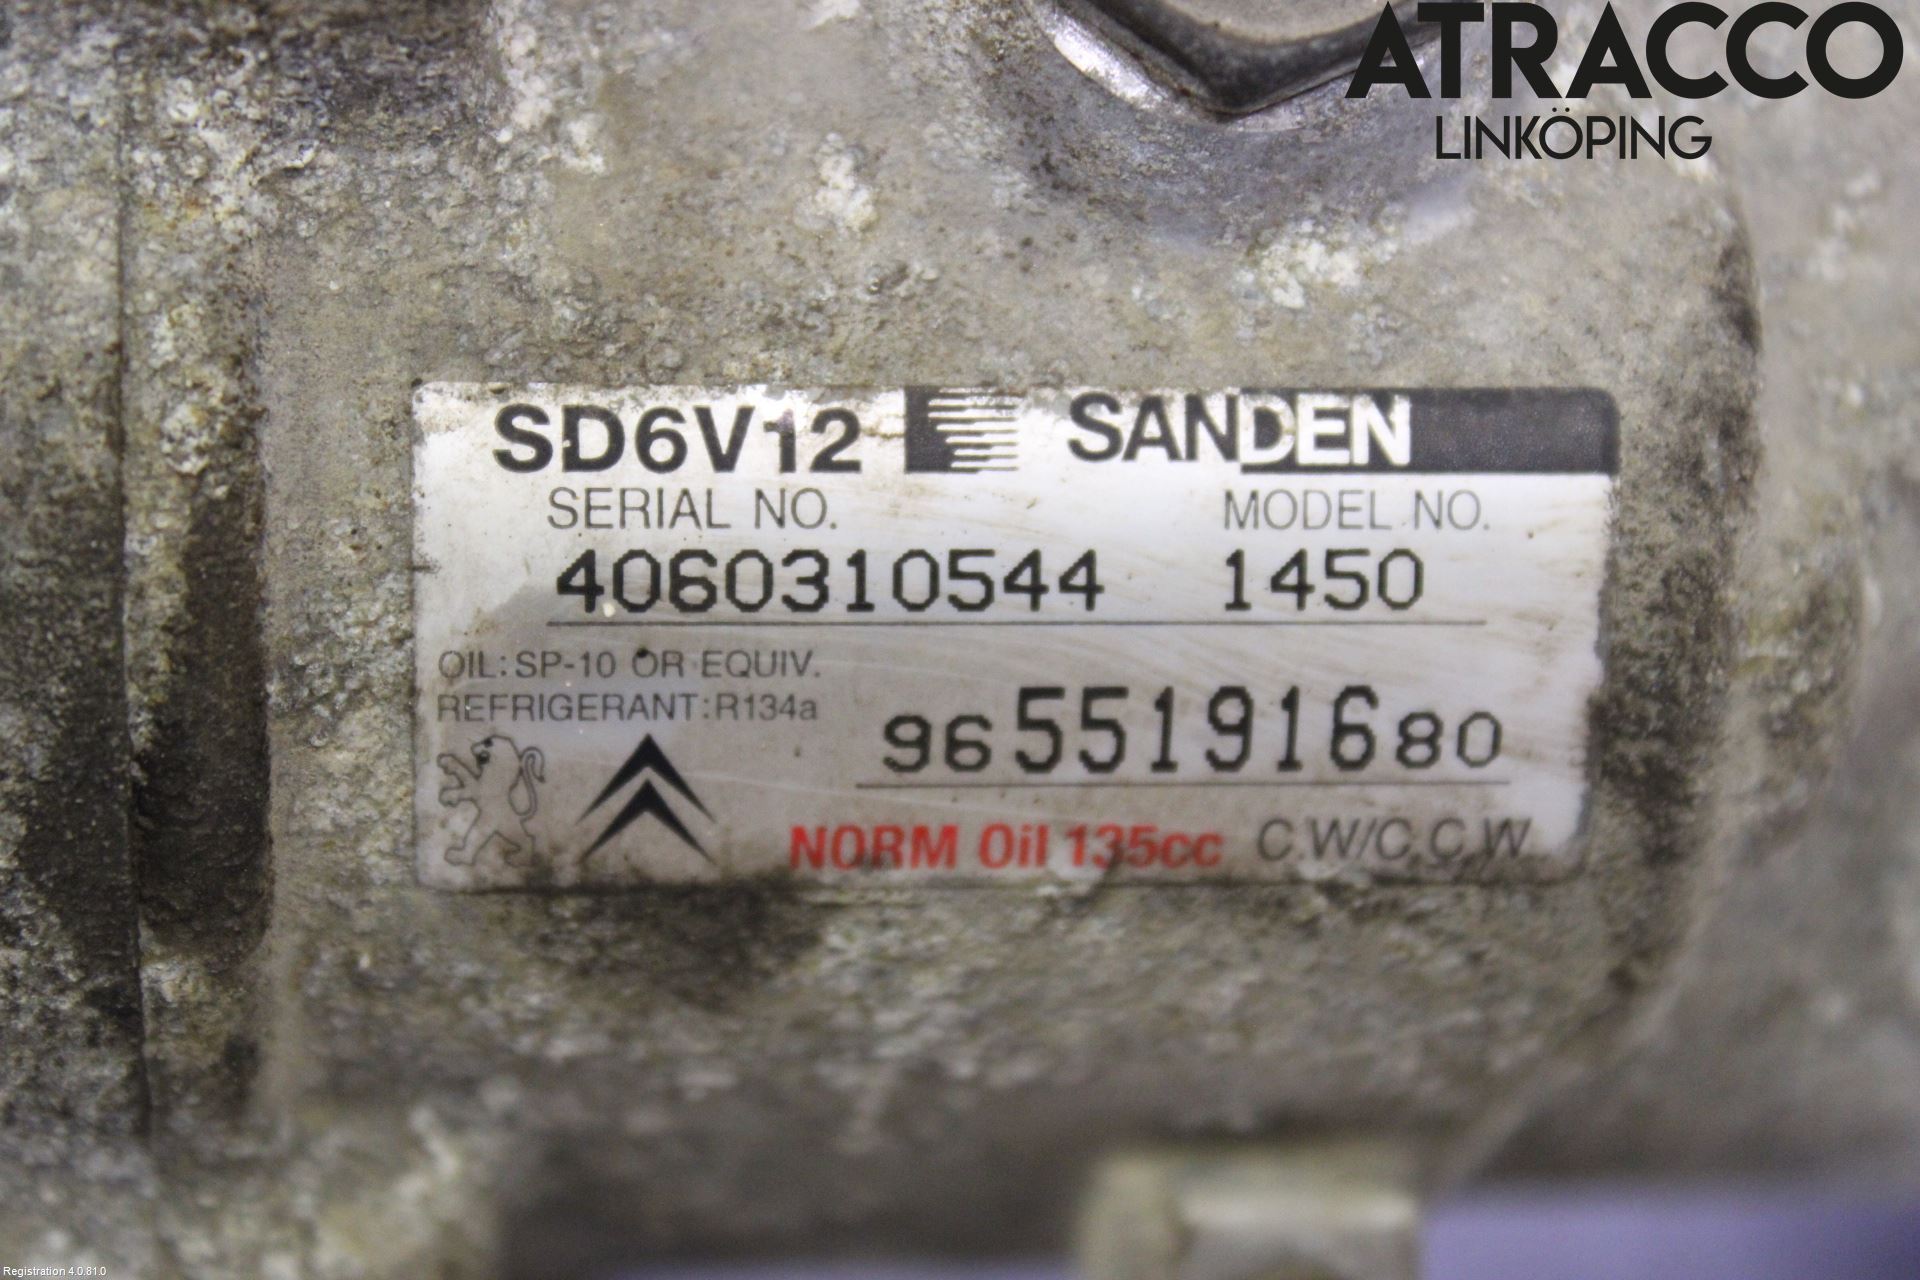 ATRACCO
LINKÖPING
SD6V12 SANDEN
SERIAL NO. MODEL NO.
4060310544 1450
OIL: SP-10 OR EQUIV.
REFRIGERANT: R134a
9655191680
NORM Oil 135cc C.W/C.C.W
Registration 4.0.81.0